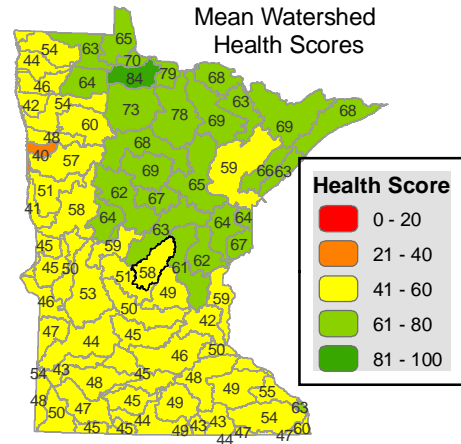 Mean Watershed
Health Scores
65
54 63
44 70
84 79 68
46 64
42 54 73 78 63 68
60 69 69
48 68
40 57 59
69 66 63
51 62 67 65
41 58 64 64 64
63
45 59 67
45 50 51 58 61 62
46 53 49 59
50 42
47 44 45 46 50
54 43 48 45 48 49 55
48 50 47 45 49 43 43 54 63
45 45 44 49 44 47 47 60
Health Score
0 - 20
21 - 40
41 - 60
61 - 80
81 - 100